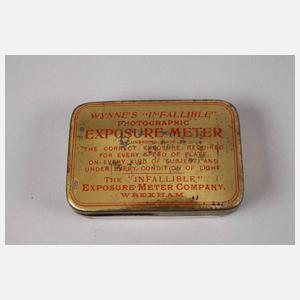 WYNNE'S "INFALLIBLE"
PHOTOGRAPHIC
EXPOSURE METER
THE CORRECT EXPOSURE REQUIRED
FOR EVERY SPEED OF PLATE
ON EVERY KIND OF SUBJECT AND
UNDER EVERY CONDITION OF LIGHT.
THE "INFALLIBLE"
EXPOSURE METER COMPANY.
WREXHAM.